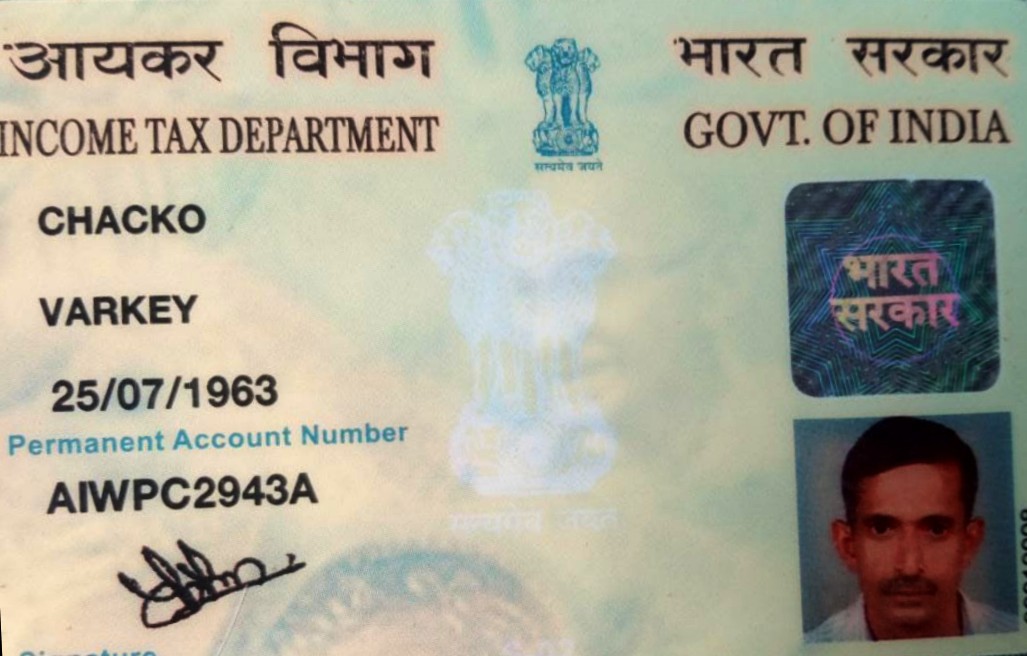 आयकर विभाग भारत सरकार
INCOME TAX DEPARTMENT GOVT. OF INDIA
सत्यमेव जयते
CHACKO
VARKEY
भारत
सरकार
25/07/1963
Permanent Account Number
AIWPC2943A
सत्यमेव जयते
Signature